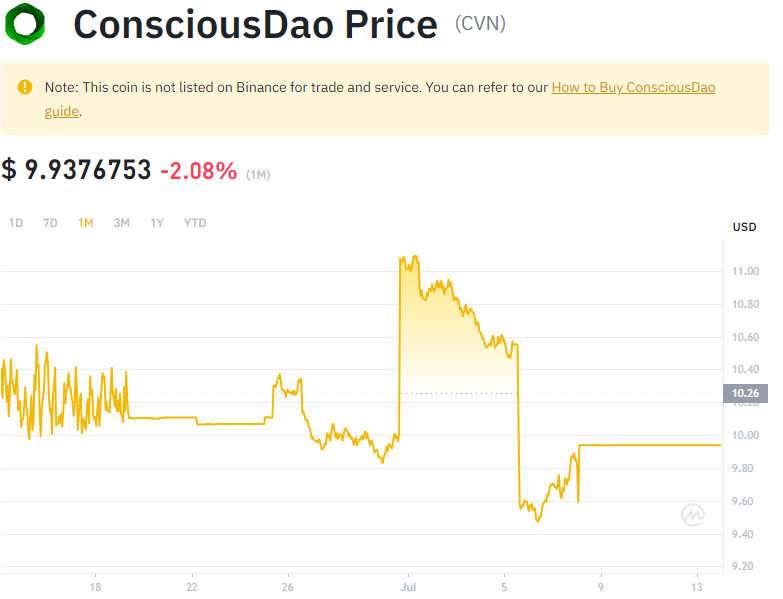 ConsciousDao Price (CVN)
Note: This coin is not listed on Binance for trade and service. You can refer to our How to Buy ConsciousDao
guide.
$ 9.9376753 -2.08% (1M)
1D 7D 1M 3M 1Y YTD
USD
11.00
10.80
10.60
10.40
10.26
10.20
10.00
9.80
9.60
9.40
9.20
18 22 26 Jul 5 9 13